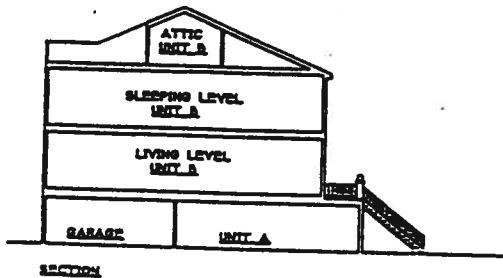 ATTIC
UNIT B
SLEEPING LEVEL
UNIT B
LIVING LEVEL
UNIT B
GARAGE
UNIT A
SECTION